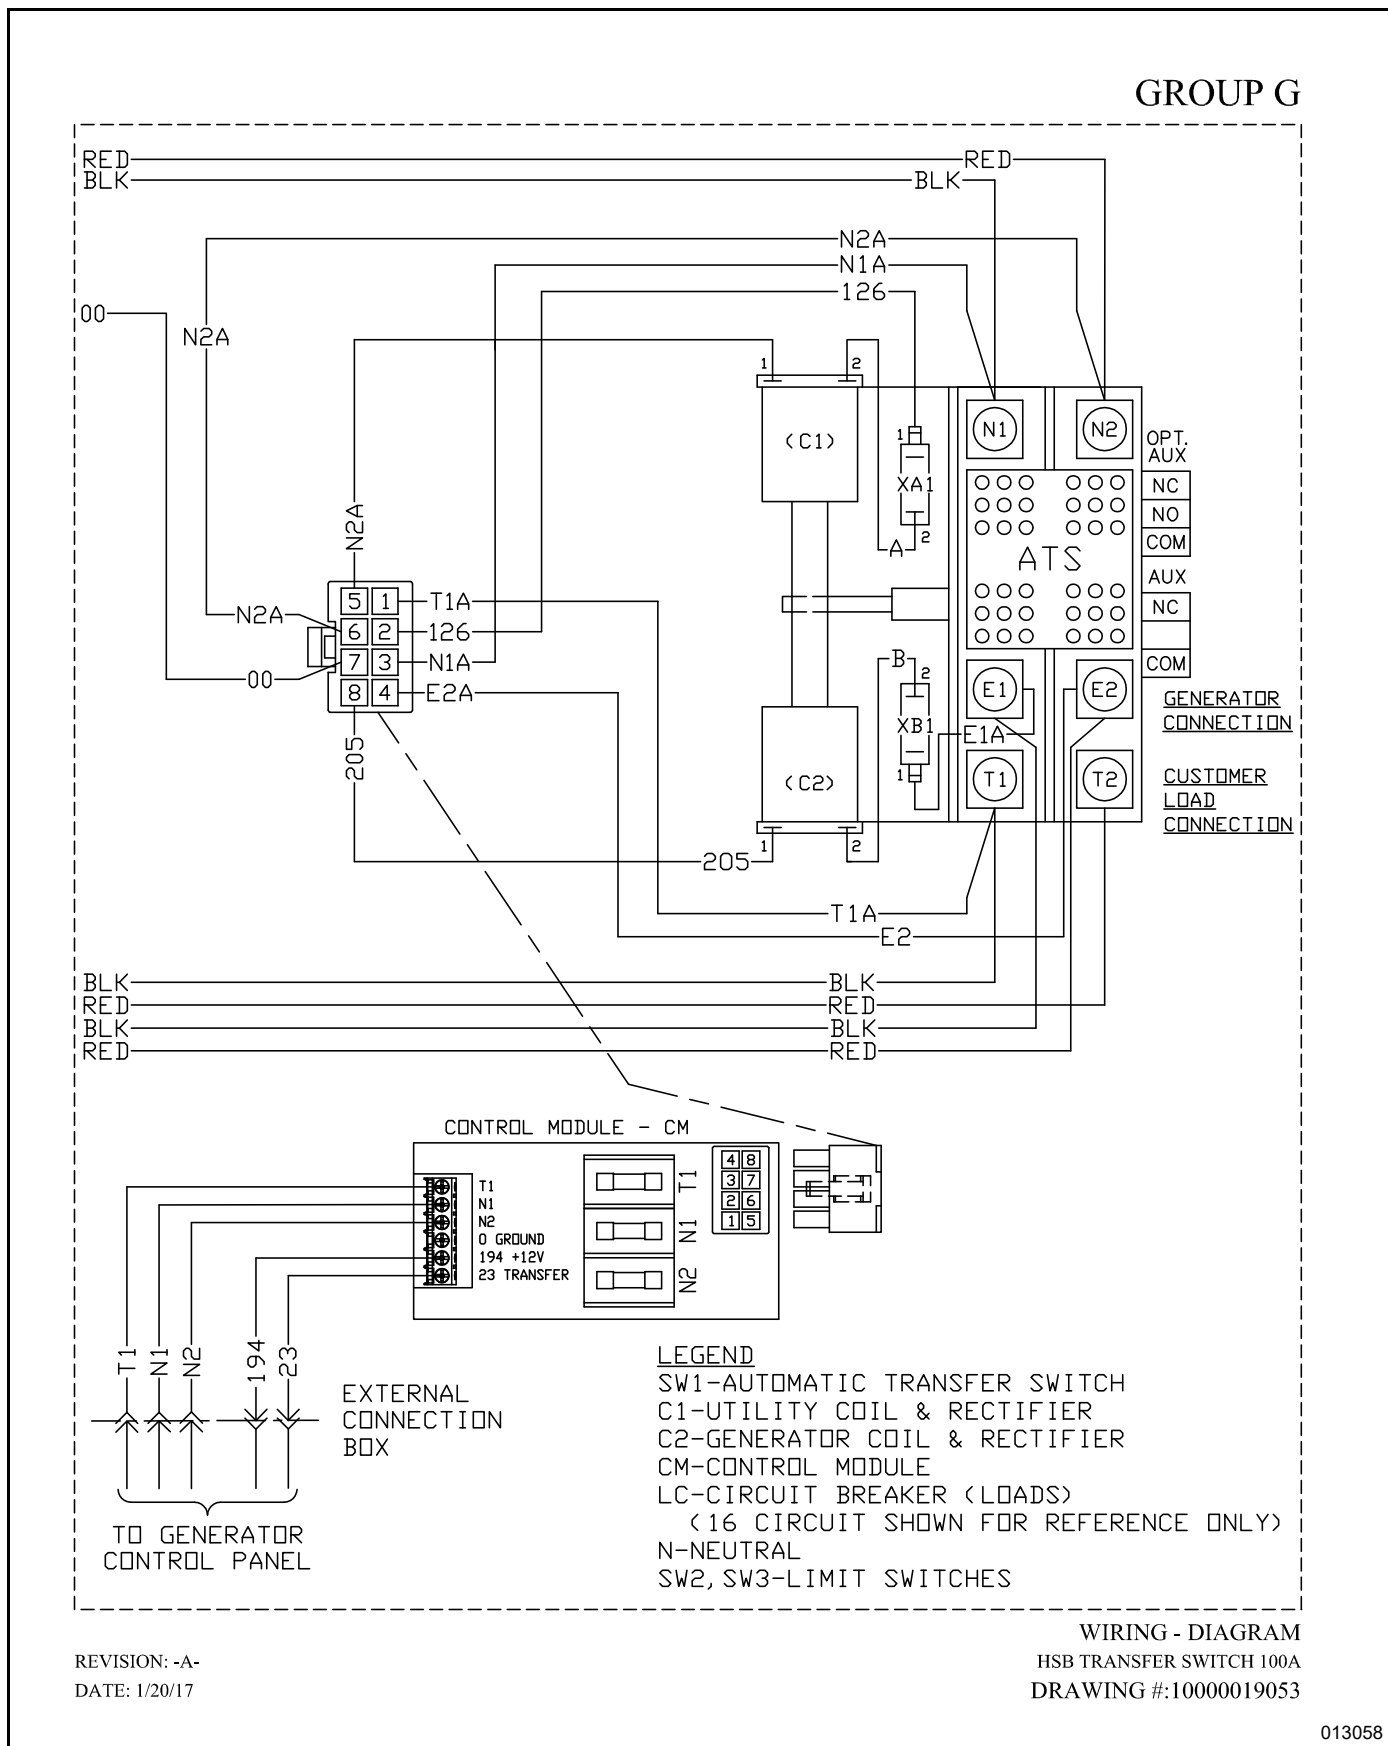 GROUP G
RED RED
BLK BLK
N2A
N1A
00 126
N2A
1 2
(C1) 1 N1 N2 OPT.
AUX
XA1 NC
N2A NO
A 2 COM
ATS
AUX
5 1 T1A NC
N2A 6 2 126
00 7 3 N1A B 2 COM
8 4 E2A E1 E2 GENERATOR
CONNECTION
XB1 E1A
205 (C2) 1 T1 T2 CUSTOMER
LOAD
CONNECTION
1 2
205
T1A
E2
BLK BLK
RED RED
BLK BLK
RED RED
CONTROL MODULE - CM
T1
N1
N2
0 GROUND
194 +12V
23 TRANSFER
T1
N1
N2
4 8
3 7
2 6
1 5
T1 N1 N2 194 23
EXTERNAL
CONNECTION
BOX
TO GENERATOR
CONTROL PANEL
LEGEND
SW1-AUTOMATIC TRANSFER SWITCH
C1-UTILITY COIL & RECTIFIER
C2-GENERATOR COIL & RECTIFIER
CM-CONTROL MODULE
LC-CIRCUIT BREAKER (LOADS)
(16 CIRCUIT SHOWN FOR REFERENCE ONLY)
N-NEUTRAL
SW2,SW3-LIMIT SWITCHES
WIRING - DIAGRAM
REVISION: -A- HSB TRANSFER SWITCH 100A
DATE: 1/20/17 DRAWING #:10000019053
013058